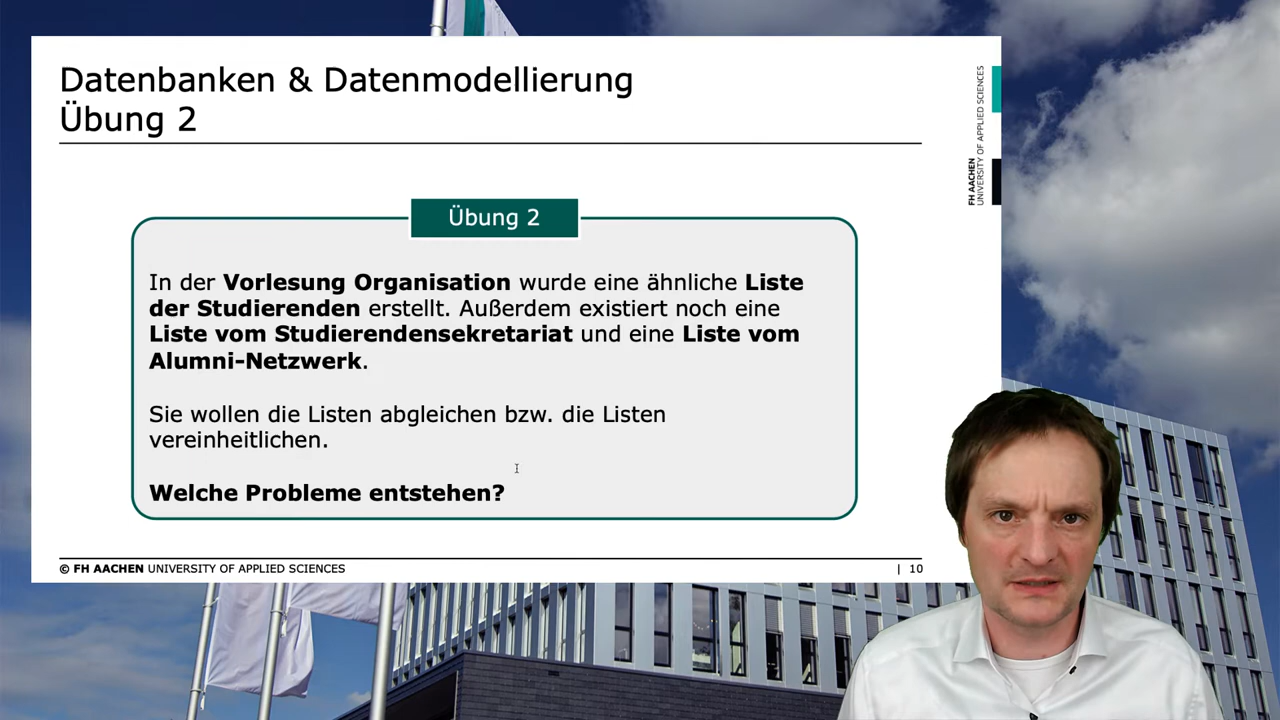 Datenbanken & Datenmodellierung
Übung 2
FH AACHEN
UNIVERSITY OF APPLIED SCIENCES
Übung 2
In der Vorlesung Organisation wurde eine ähnliche Liste
der Studierenden erstellt. Außerdem existiert noch eine
Liste vom Studierendensekretariat und eine Liste vom
Alumni-Netzwerk.
Sie wollen die Listen abgleichen bzw. die Listen
vereinheitlichen.
Welche Probleme entstehen?
© FH AACHEN UNIVERSITY OF APPLIED SCIENCES
| 10